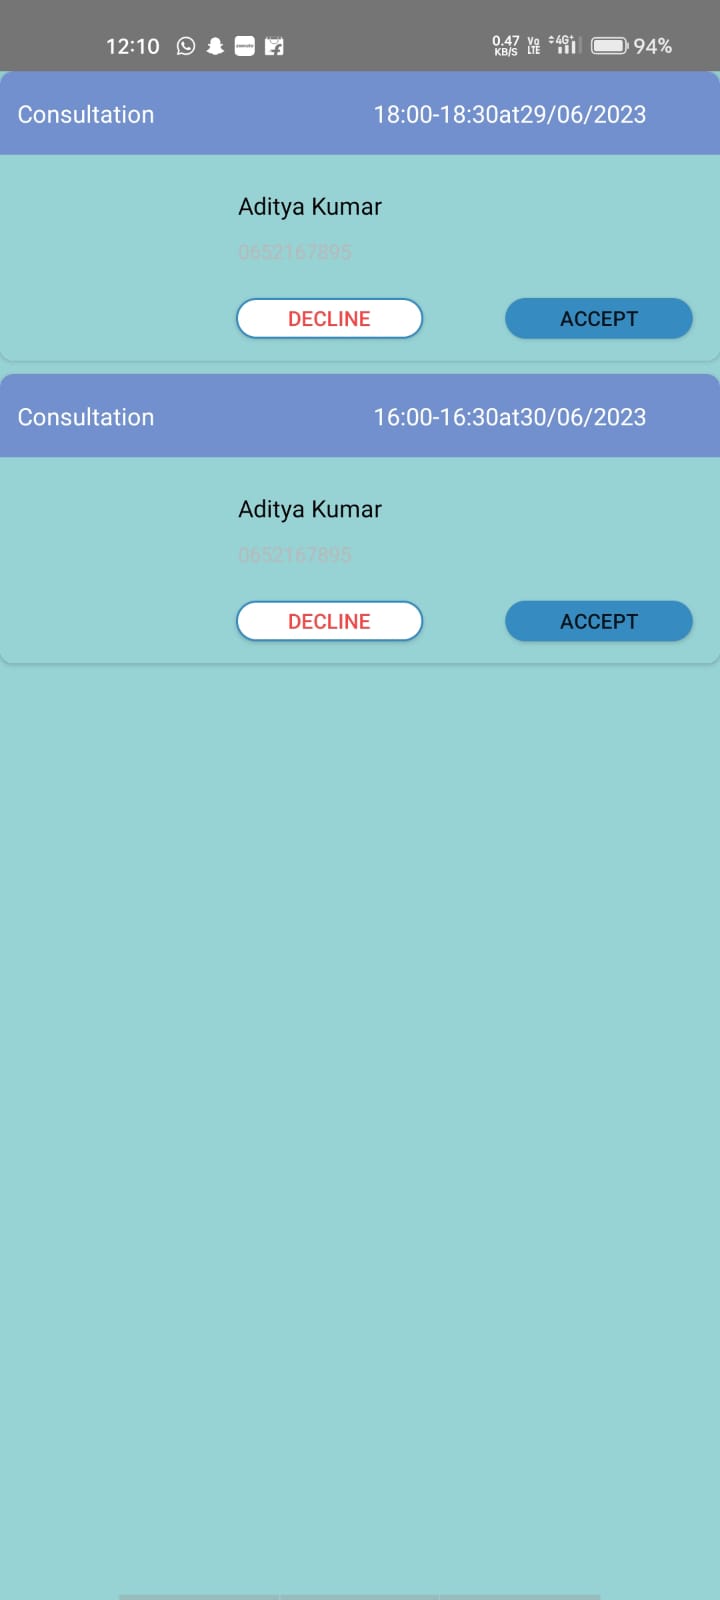 12:10 0.47 KB/S Vo LTE 4G+ 94%
Consultation 18:00-18:30at29/06/2023
Aditya Kumar
0652167895
DECLINE ACCEPT
Consultation 16:00-16:30at30/06/2023
Aditya Kumar
0652167895
DECLINE ACCEPT